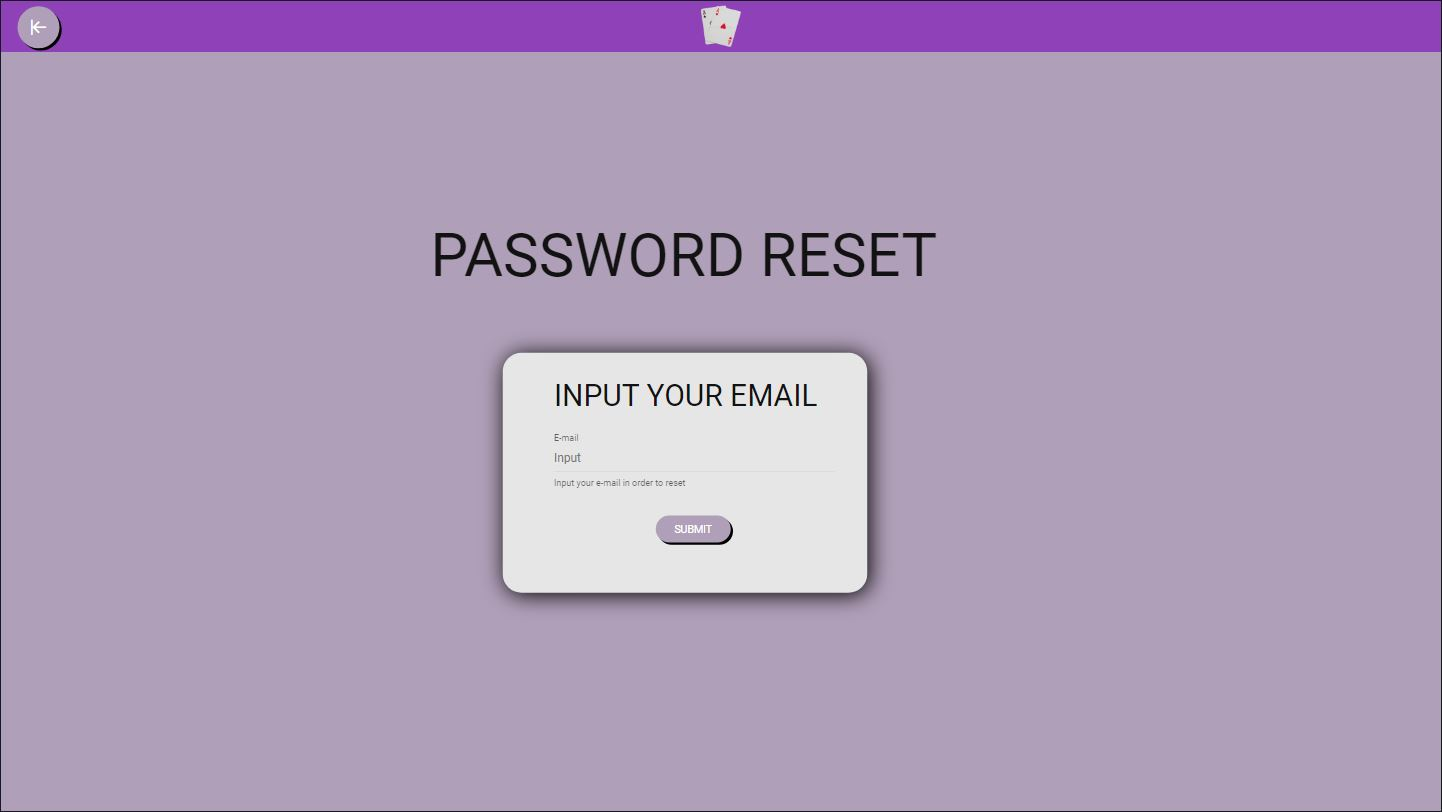 PASSWORD RESET
INPUT YOUR EMAIL
E-mail
Input
Input your e-mail in order to reset
SUBMIT